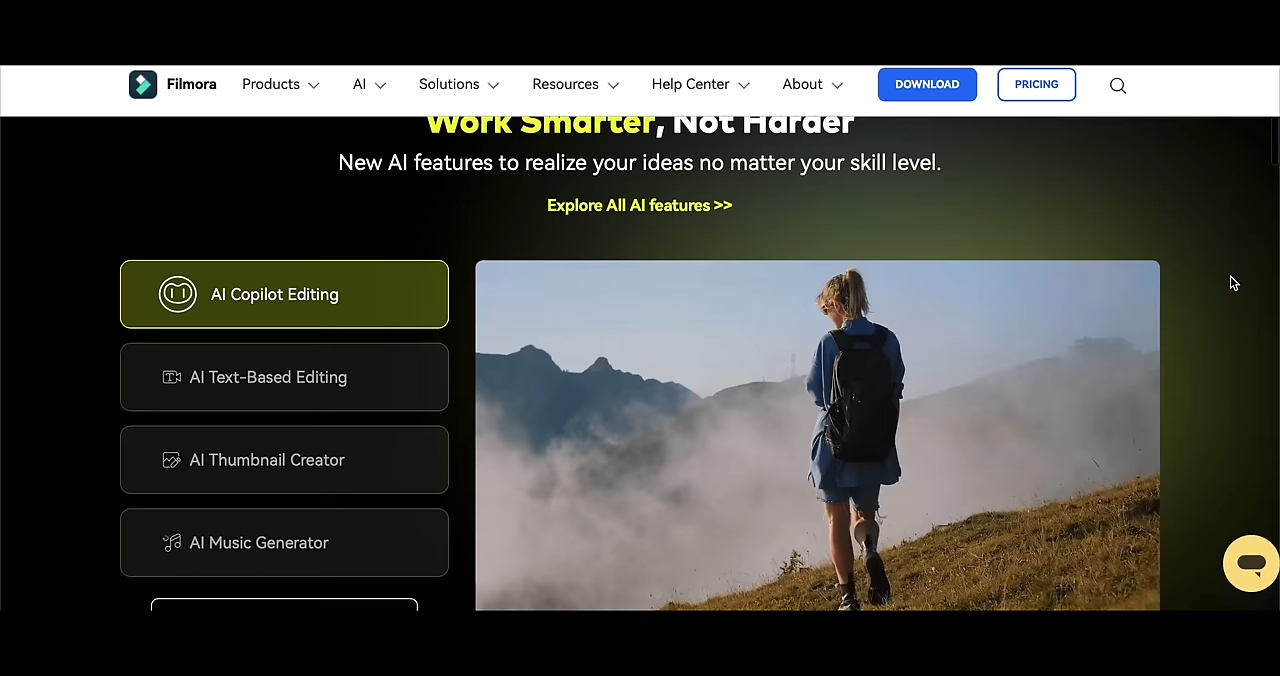 Filmora Products AI Solutions Resources Help Center About DOWNLOAD PRICING
Work Smarter, Not Harder
New AI features to realize your ideas no matter your skill level.
Explore All AI features >>
AI Copilot Editing
AI Text-Based Editing
AI Thumbnail Creator
AI Music Generator